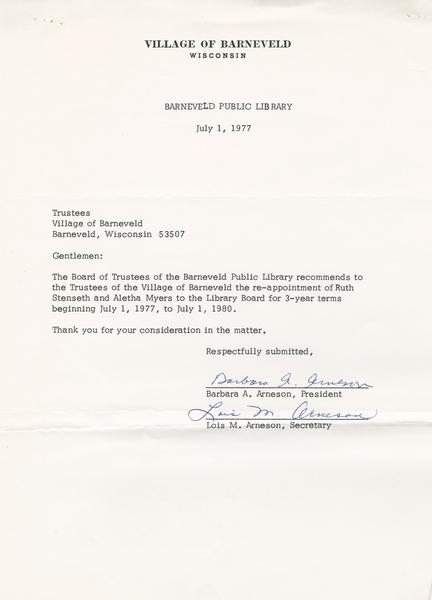 VILLAGE OF BARNEVELD
WISCONSIN
BARNEVELD PUBLIC LIBRARY
July 1, 1977
Trustees
Village of Barneveld
Barneveld, Wisconsin 53507
Gentlemen:
The Board of Trustees of the Barneveld Public Library recommends to
the Trustees of the Village of Barneveld the re-appointment of Ruth
Stenseth and Aletha Myers to the Library Board for 3-year terms
beginning July 1, 1977, to July 1, 1980.
Thank you for your consideration in the matter.
Respectfully submitted,
Barbara A. Arneson
Barbara A. Arneson, President
Lois M. Arneson
Lois M. Arneson, Secretary